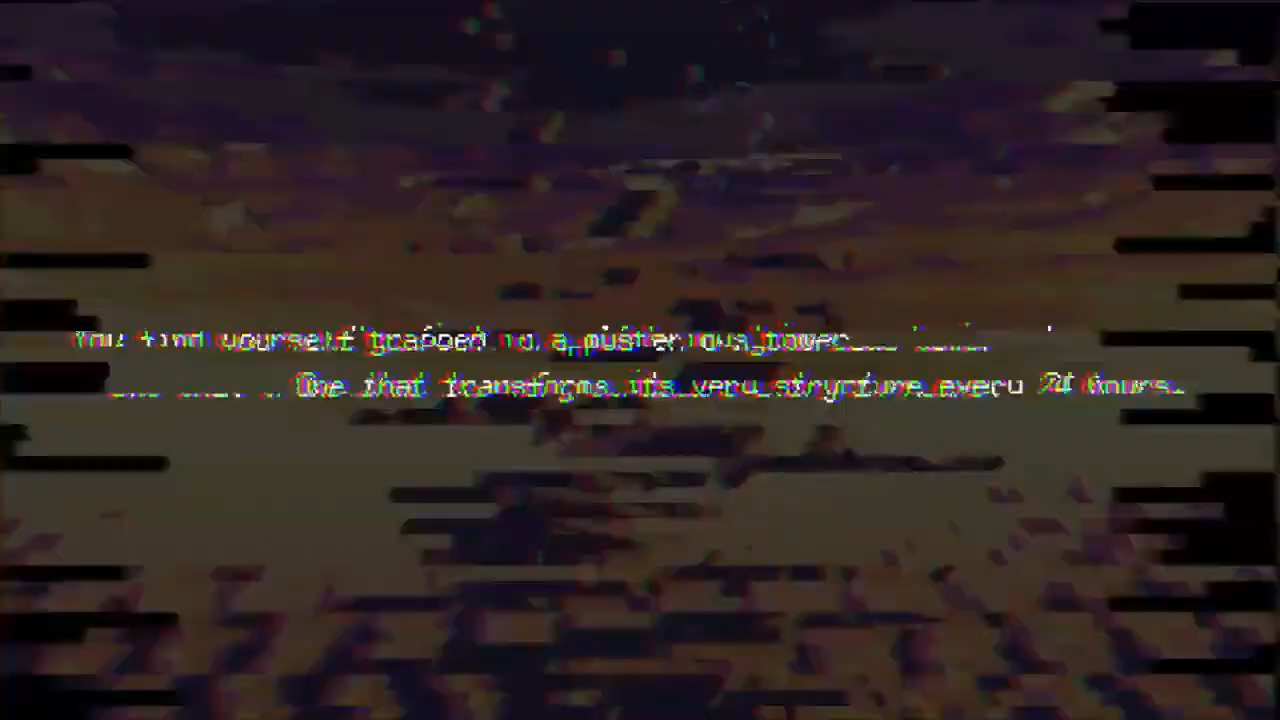 You find yourself trapped in a mysterious tower
One that transforms its very structure every 24 hours.